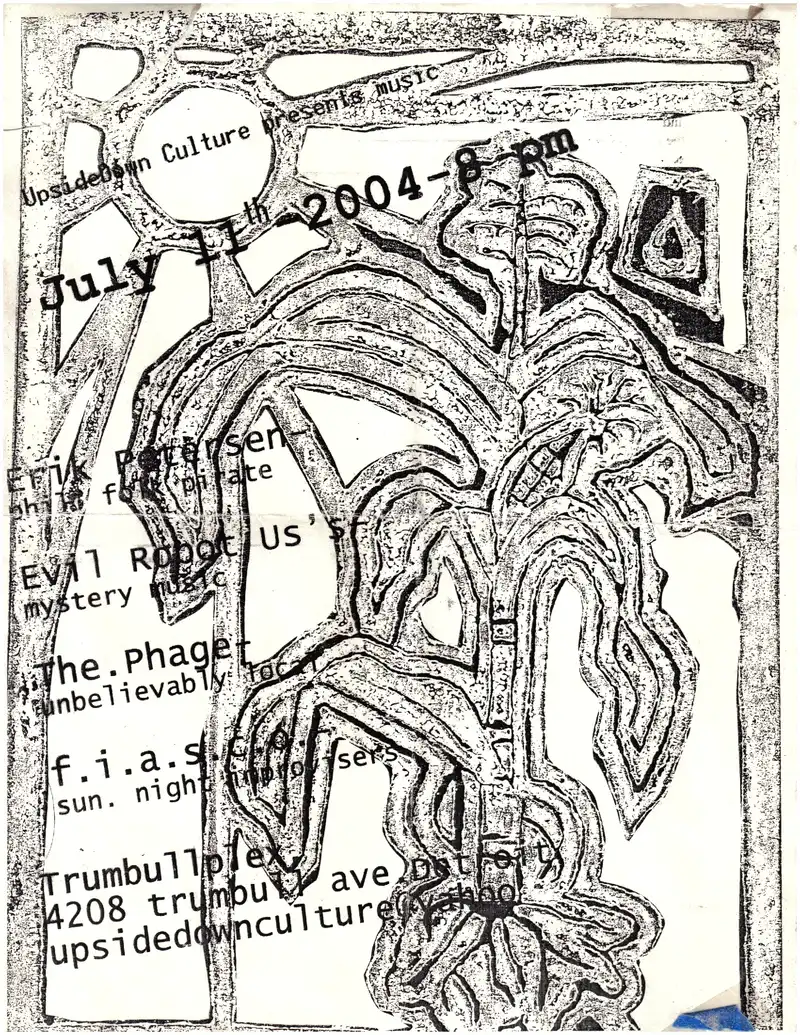 UpsideDown Culture presents music
July 11th-2004-8 pm
Erik Petersen-
phila folk pirate
Evil Robot Us's-
mystery music
The.Phage-
unbelievably local
f.i.a.s.c.o.-
sun. night improvisers
Trumbullplex,
4208 trumbull ave Detroit,
upsidedownculture@yahoo